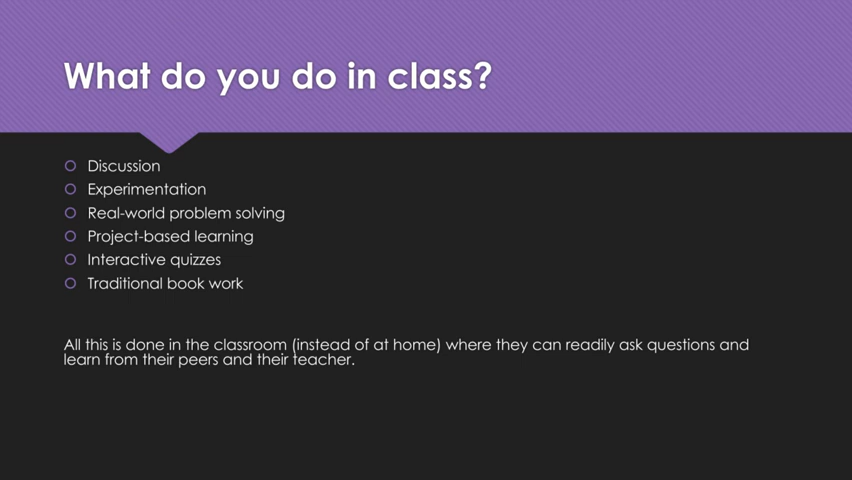 What do you do in class?
Discussion
Experimentation
Real-world problem solving
Project-based learning
Interactive quizzes
Traditional book work
All this is done in the classroom (instead of at home) where they can readily ask questions and
learn from their peers and their teacher.